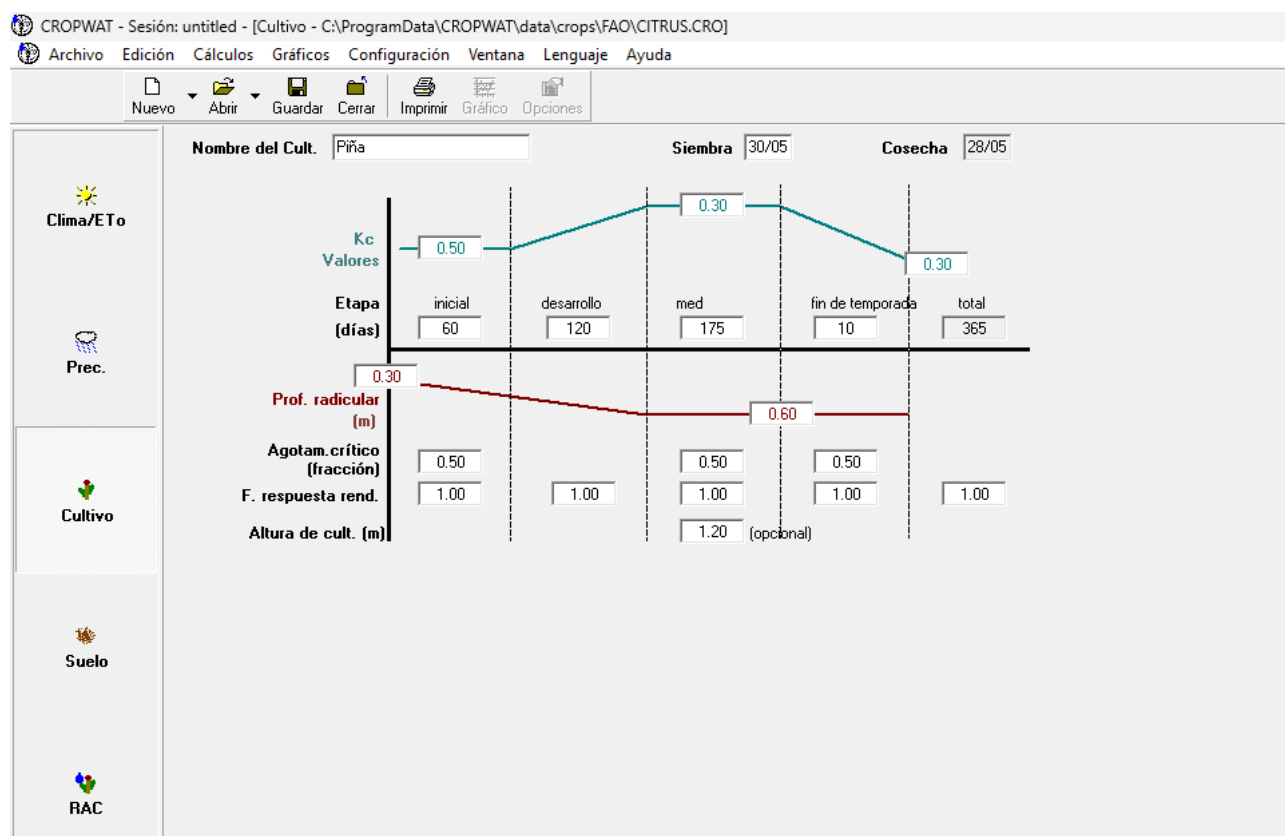 CROPWAT - Sesión: untitled - [Cultivo - C:\ProgramData\CROPWAT\data\crops\FAO\CITRUS.CRO]
Archivo Edición Cálculos Gráficos Configuración Ventana Lenguaje Ayuda
Nuevo Abrir Guardar Cerrar Imprimir Gráfico Opciones
Nombre del Cult. Piña Siembra 30/05 Cosecha 28/05
Clima/ETo
Prec.
Cultivo
Suelo
RAC
Kc
Valores
0.50 0.30 0.30
Etapa inicial desarrollo med fin de temporada total
(días) 60 120 175 10 365
0.30
Prof. radicular
(m)
0.60
Agotam.crítico
(fracción) 0.50 0.50 0.50
F. respuesta rend. 1.00 1.00 1.00 1.00 1.00
Altura de cult. (m) 1.20 (opcional)